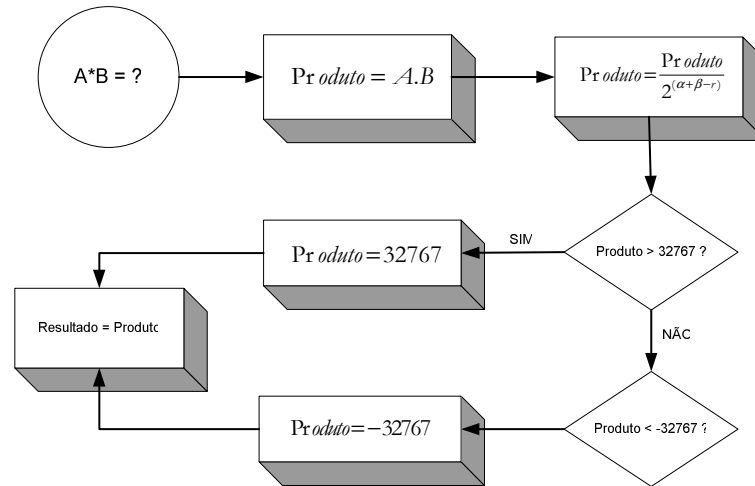 A*B = ?
Produto = A.B
Produto = Produto / 2^(α+β−r)
Produto > 32767 ?
SIM
Produto = 32767
Resultado = Produto
NÃO
Produto < -32767 ?
Produto = −32767